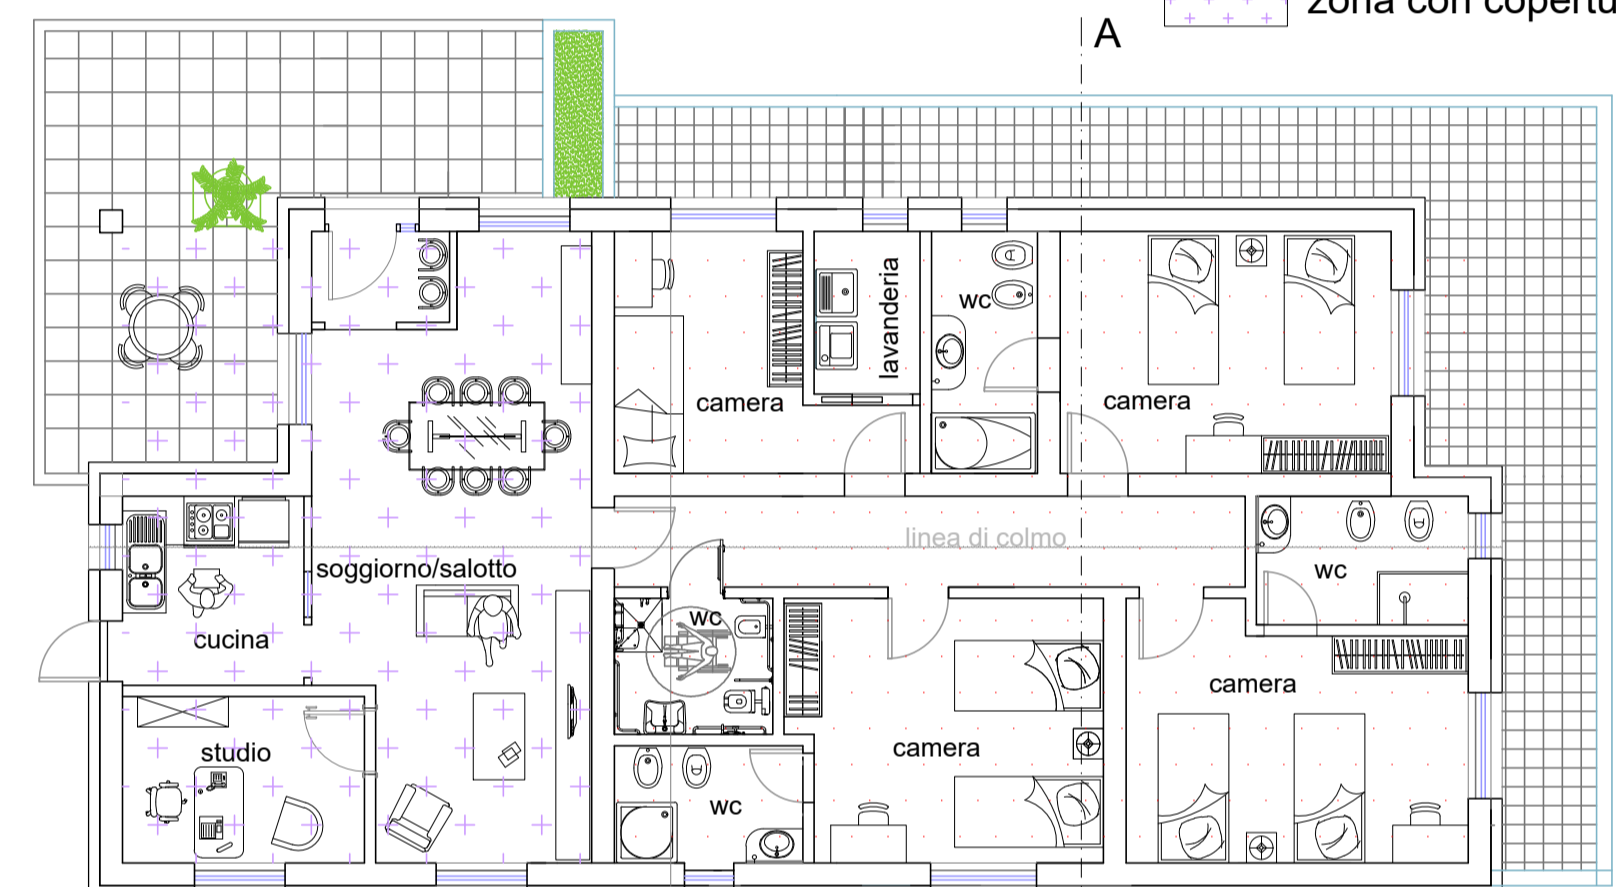 zona con copertu
A
lavanderia
wc
camera
camera
linea di colmo
soggiorno/salotto
wc
wc
cucina
camera
studio
camera
wc